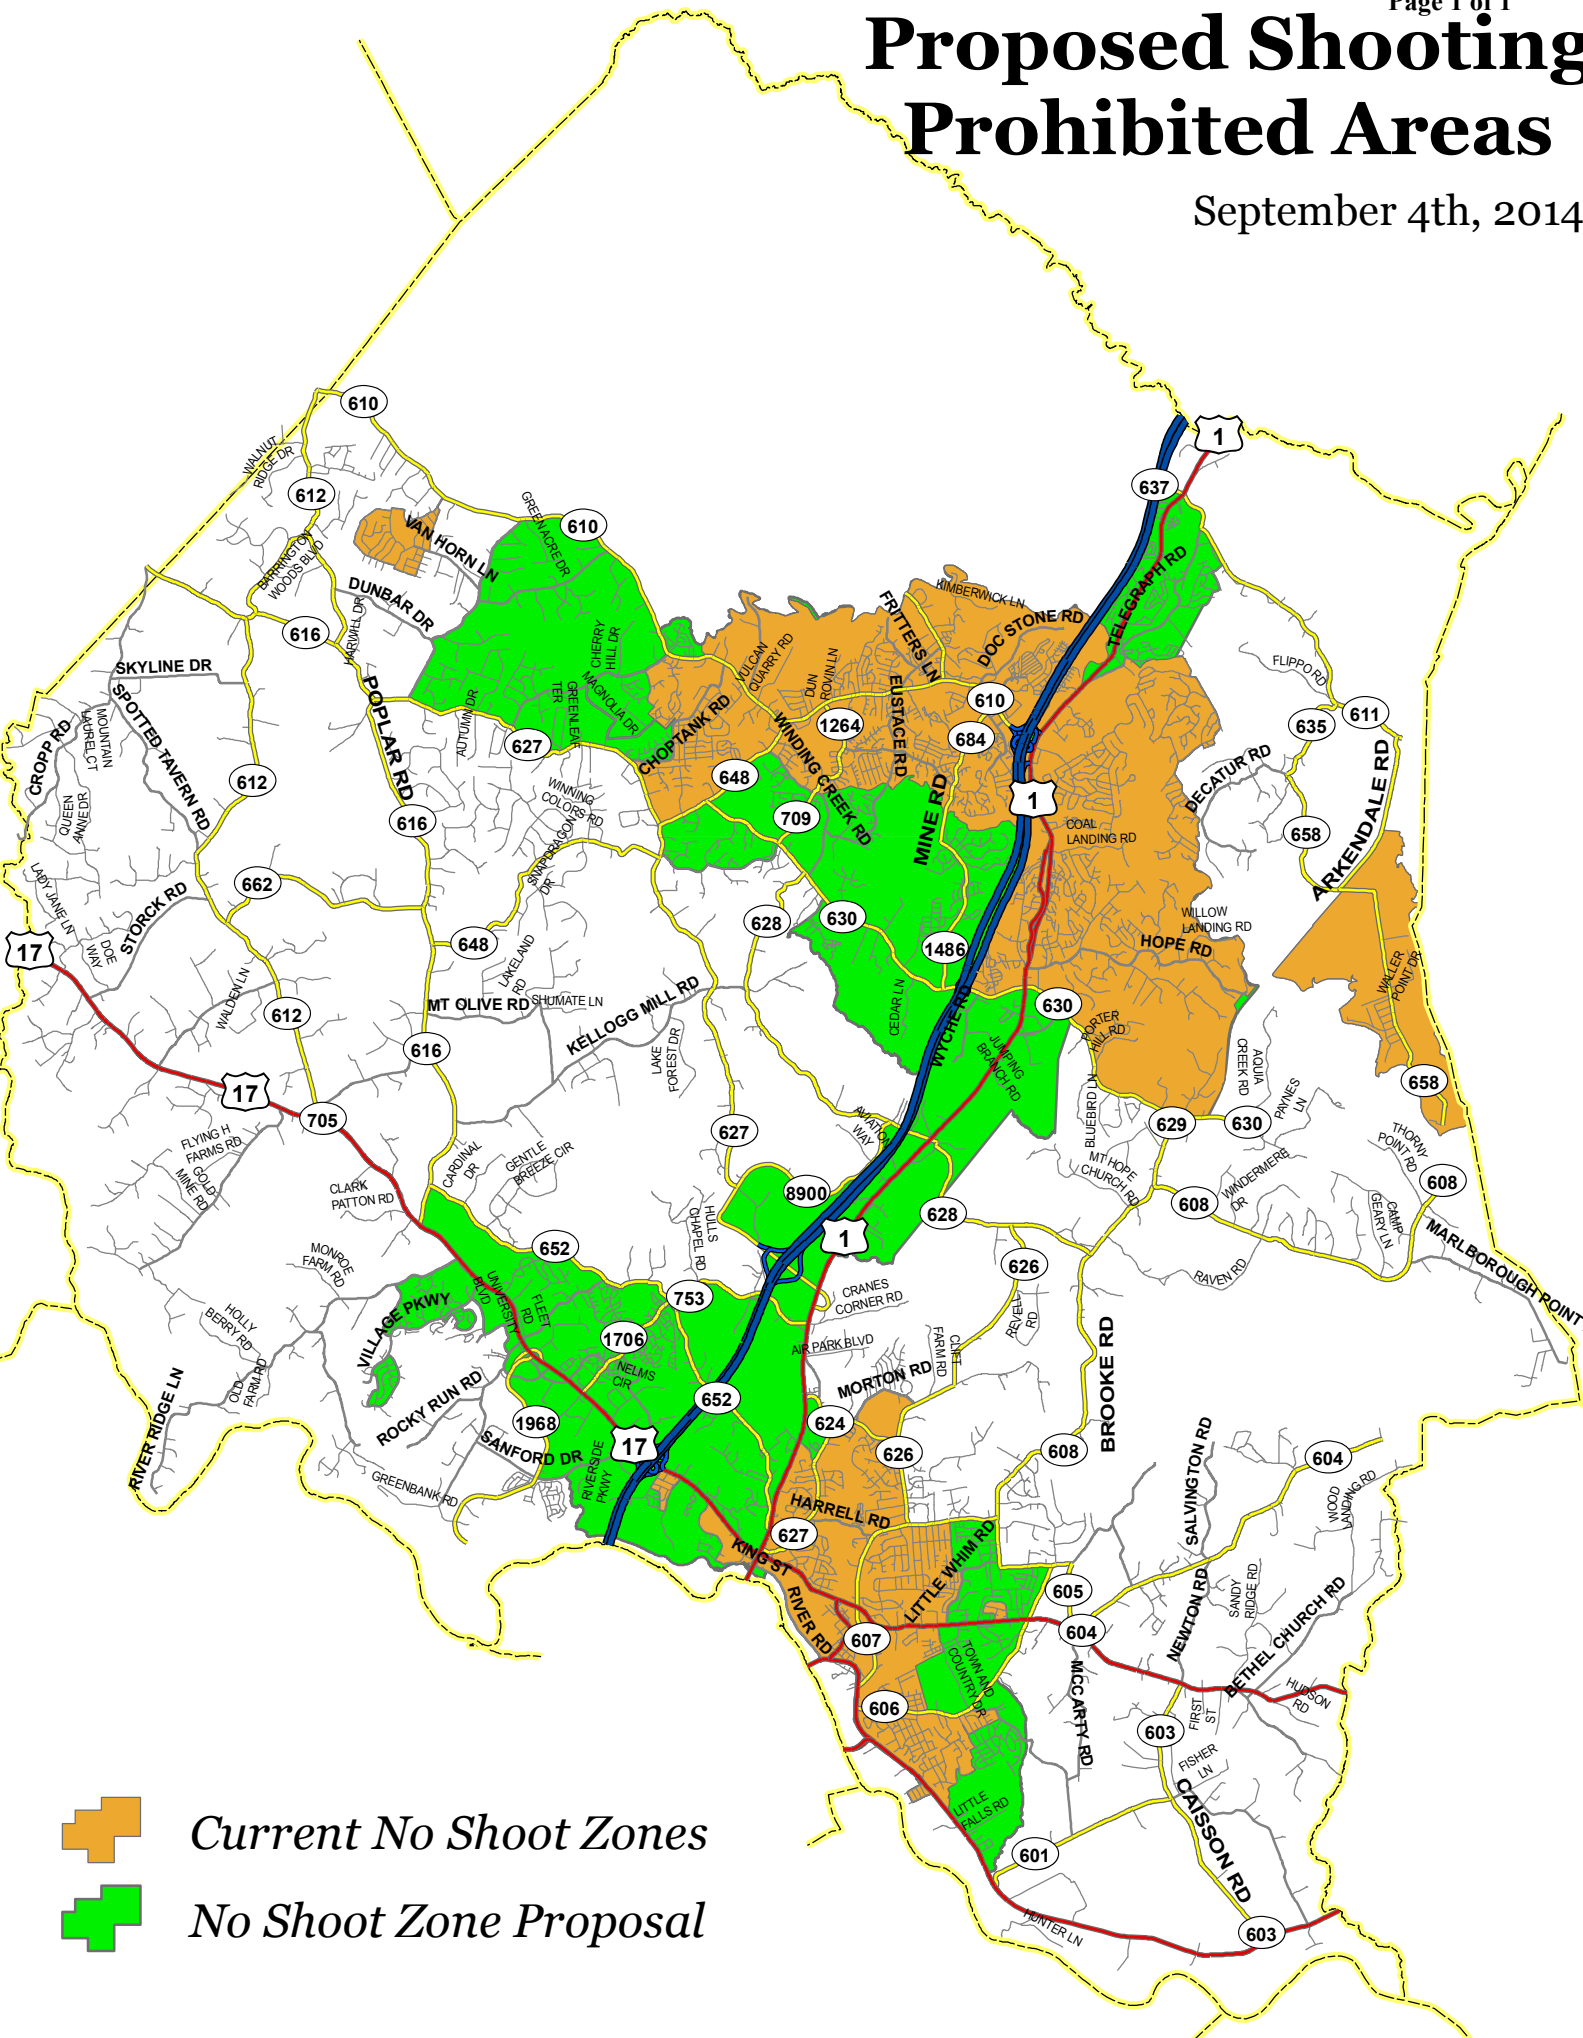 Page 1 of 1
Proposed Shooting
Prohibited Areas
September 4th, 2014
1
610
637
WALNUT
RIDGE DR
612
GREEN ACRE DR
610
VAN HORN LN
BARRINGTON
WOODS BLVD
DUNBAR DR
HARWILL DR
616
TELEGRAPH RD
KIMBERWICK LN
FRITTERS LN
DOC STONE RD
CHERRY
HILL DR
VULCAN
QUARRY RD
DUN
ROVIN LN
SKYLINE DR
FLIPPO RD
SPOTTED TAVERN RD
POPLAR RD
AUTUMN DR
GREENLEAF
TER
MAGNOLIA DR
CHOPTANK RD
EUSTACE RD
610
CROPP RD
MOUNTAIN
LAUREL CT
627
WINDING CREEK RD
1264
684
635
611
612
648
MINE RD
1
DECATUR RD
ARKENDALE RD
QUEEN
ANNE DR
WINNING
COLORS RD
616
709
COAL
LANDING RD
658
SNAPDRAGON
DR
LADY JANE LN
662
STORCK RD
628
630
WILLOW
LANDING RD
17
DOE
WAY
648
LAKELAND
RD
1486
HOPE RD
WALLER
POINT DR
WALDEN LN
612
MT OLIVE RD
SHUMATE LN
KELLOGG MILL RD
CEDAR LN
WYCHE RD
630
PORTER
HILL RD
616
LAKE
FOREST DR
JUMPING
BRANCH RD
AQUIA
CREEK RD
17
658
705
BLUEBIRD LN
PAYNES
LN
FLYING H
FARMS RD
627
AVIATION
WAY
629
630
THORNY
POINT RD
GOLD
MINE RD
CARDINAL
DR
GENTLE
BREEZE CIR
MT HOPE
CHURCH RD
WINDERMERE
DR
CLARK
PATTON RD
8900
608
608
HULLS
CHAPEL RD
628
CAMP
GEARY LN
MARLBOROUGH POINT
652
1
MONROE
FARM RD
626
RAVEN RD
UNIVERSITY
BLVD
FLEET
RD
753
CRANES
CORNER RD
VILLAGE PKWY
HOLLY
BERRY RD
1706
REVELL
RD
BROOKE RD
AIR PARK BLVD
CLIFT
FARM RD
OLD
FARM RD
NELMS
CIR
MORTON RD
RIVER RIDGE LN
ROCKY RUN RD
652
1968
624
SANFORD DR
17
626
608
SALVINGTON RD
604
GREENBANK RD
RIVERSIDE
PKWY
WOOD
LANDING RD
HARRELL RD
627
KING ST
LITTLE WHIM RD
605
NEWTON RD
SANDY
RIDGE RD
BETHEL CHURCH RD
RIVER RD
607
604
TOWN AND
COUNTRY DR
MCCARTY RD
HUDSON
RD
606
FIRST
ST
603
FISHER
LN
CAISSON RD
LITTLE
FALLS RD
601
HUNTER LN
603
Current No Shoot Zones
No Shoot Zone Proposal